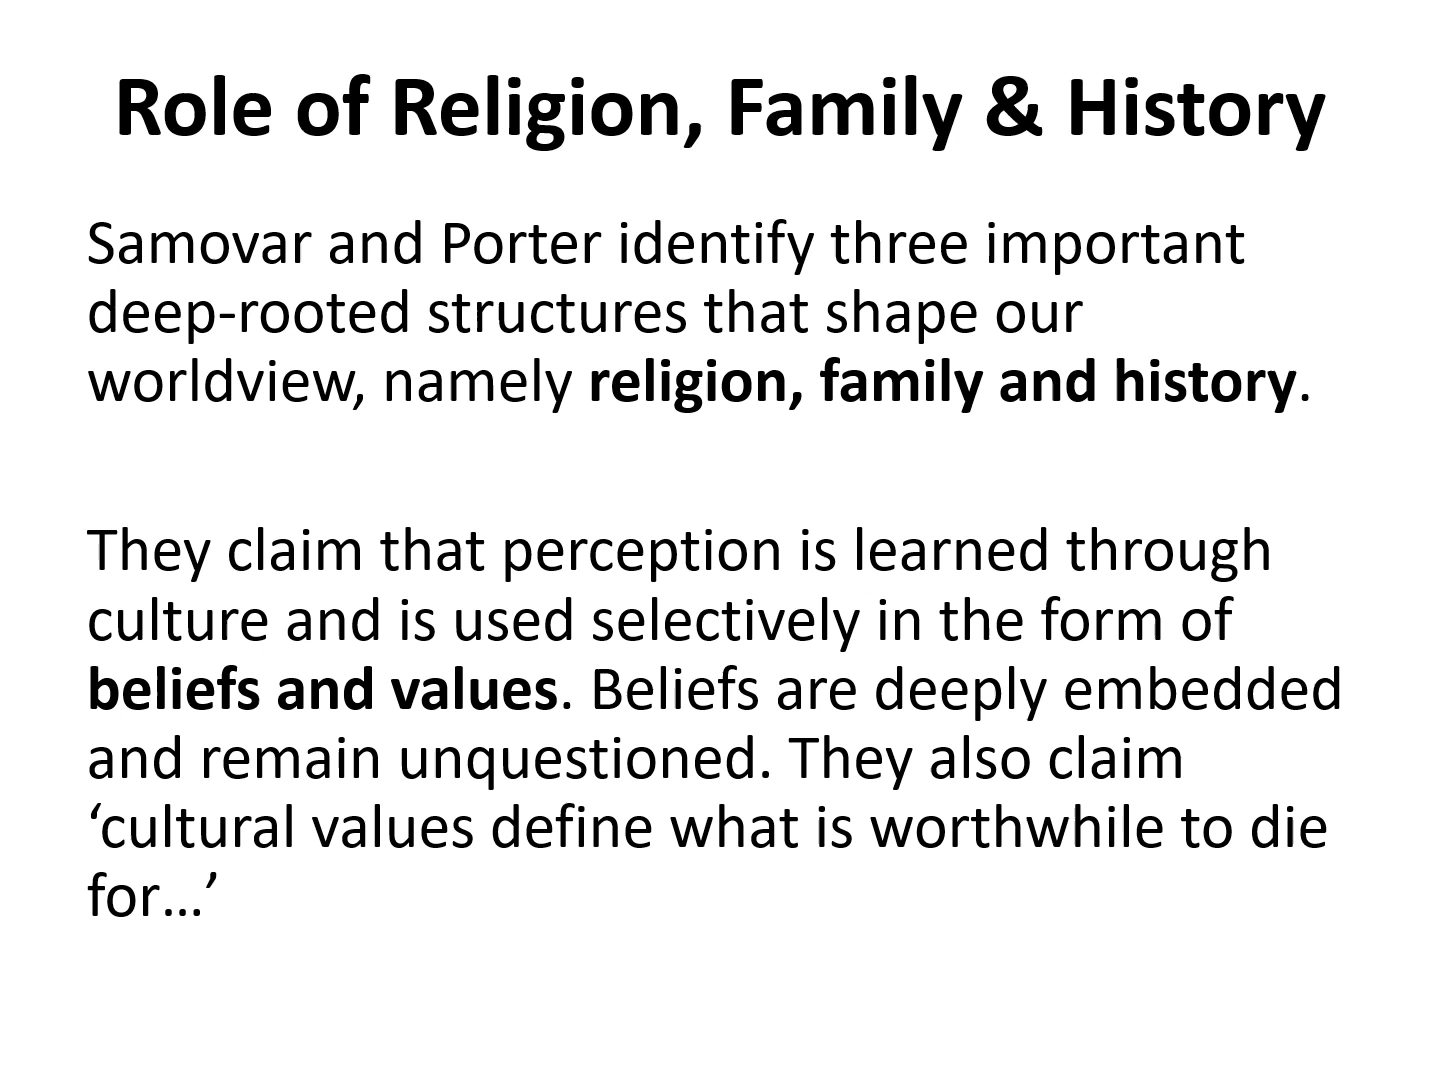 Role of Religion, Family & History
Samovar and Porter identify three important
deep-rooted structures that shape our
worldview, namely religion, family and history.
They claim that perception is learned through
culture and is used selectively in the form of
beliefs and values. Beliefs are deeply embedded
and remain unquestioned. They also claim
‘cultural values define what is worthwhile to die
for…’